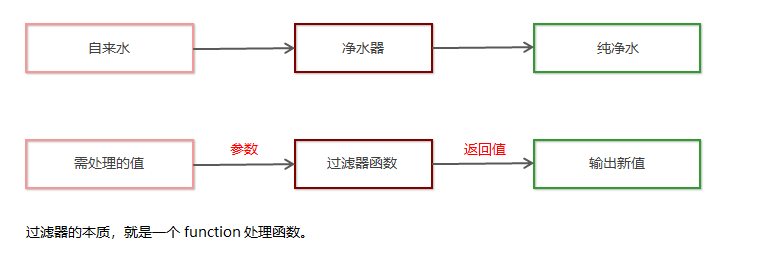 自来水 净水器 纯净水
参数 返回值
需处理的值 过滤器函数 输出新值
过滤器的本质，就是一个 function 处理函数。